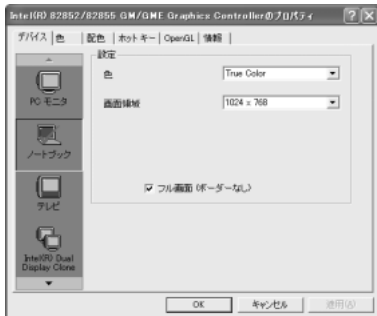 Intel(R) 82852/82855 GM/GME Graphics Controllerのプロパティ
デバイス 色 配色 ホット キー OpenGL 情報
設定
色 True Color
画面領域 1024 x 768
フル画面 (ボーダーなし)
PC モニタ
ノートブック
テレビ
Intel(R) Dual
Display Clone
OK キャンセル 適用(A)